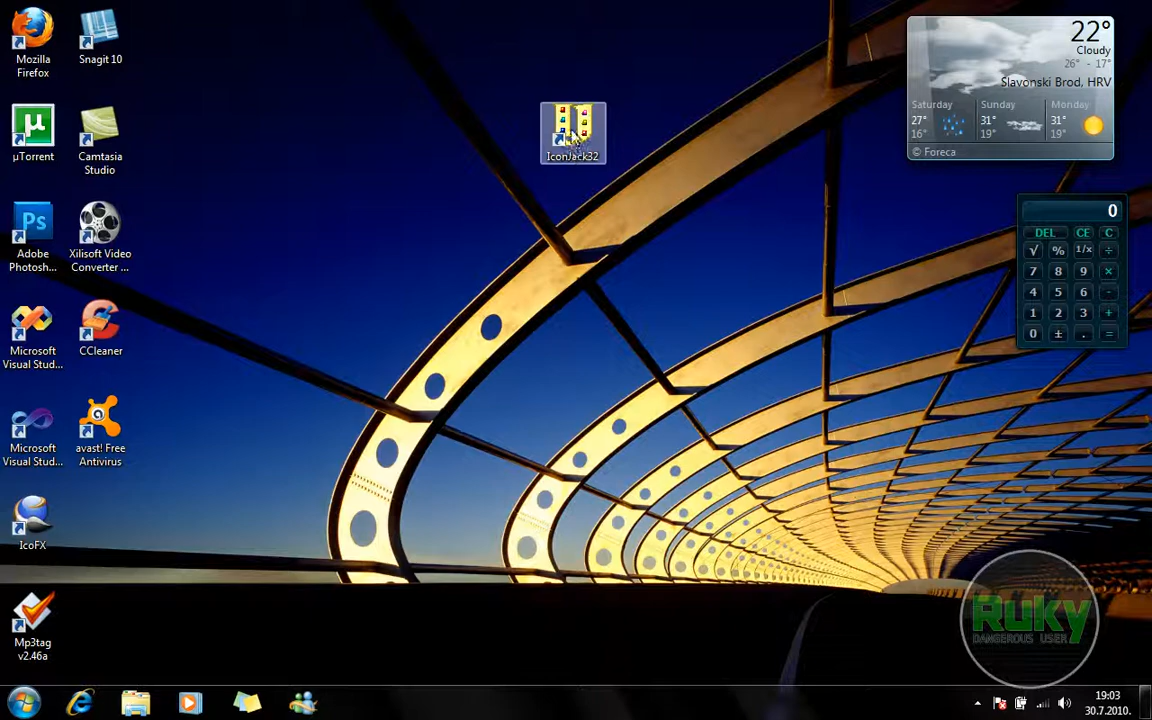 Mozilla
Firefox
Snagit 10
µTorrent
Camtasia
Studio
Adobe
Photosh...
Xilisoft Video
Converter ...
Microsoft
Visual Stud...
CCleaner
Microsoft
Visual Stud...
avast! Free
Antivirus
IcoFX
Mp3tag
v2.46a
IconJack32
22°
Cloudy
26° - 17°
Slavonski Brod, HRV
Saturday
27°
16°
Sunday
31°
19°
Monday
31°
19°
© Foreca
0
DEL CE C
√ % 1/x ÷
7 8 9 ×
4 5 6 -
1 2 3 +
0 ± . =
Ruky
DANGEROUS USER
19:03
30.7.2010.